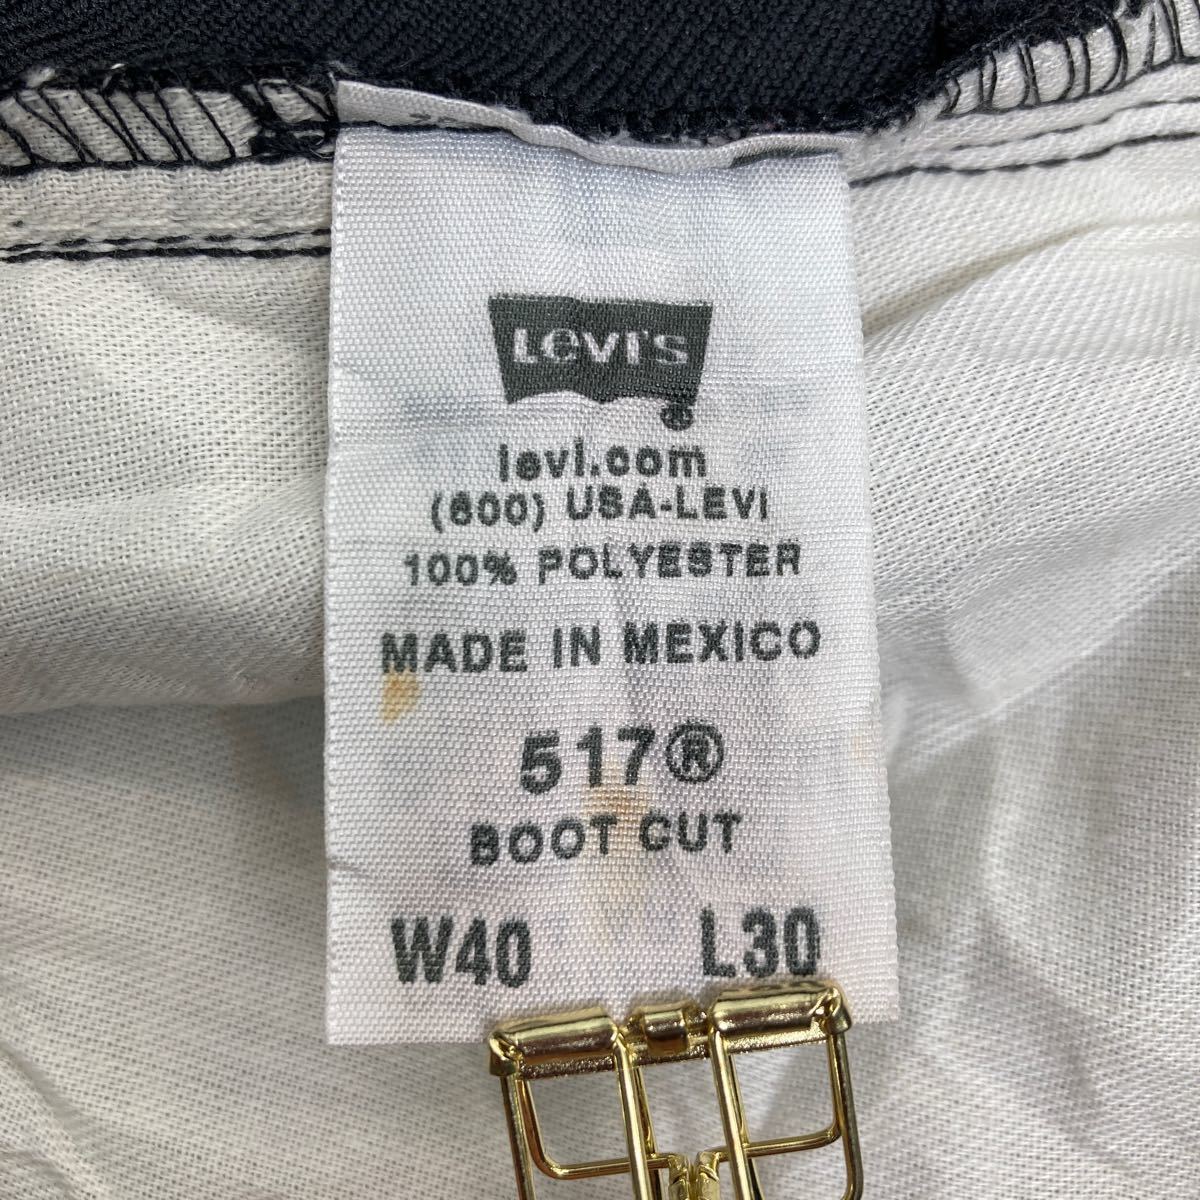 Levi's
®
levi.com
(800) USA-LEVI
100% POLYESTER
MADE IN MEXICO
517®
BOOT CUT
W40 L30